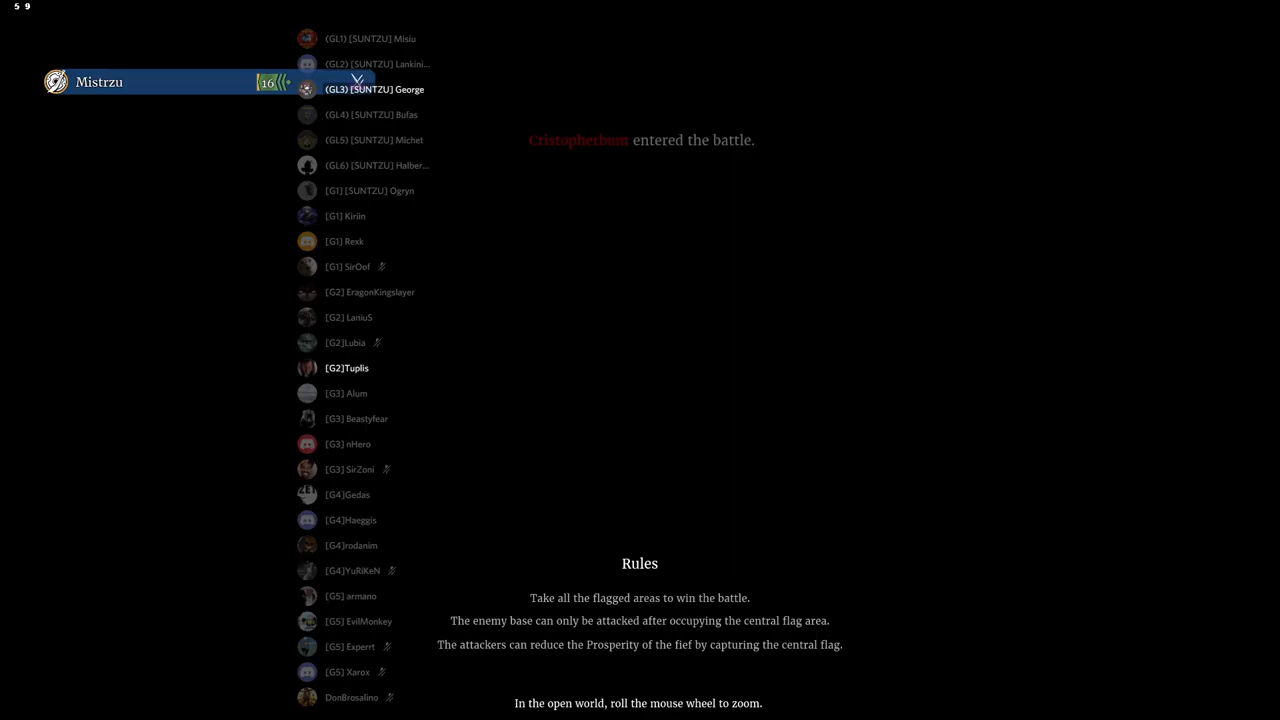 59
(GL1) [SUNTZU] Misiu
(GL2) [SUNTZU] Lankini...
Mistrzu
16
(GL3) [SUNTZU] George
(GL4) [SUNTZU] Bufas
(GL5) [SUNTZU] Michet
Cristopherbum entered the battle.
(GL6) [SUNTZU] Halber...
[G1] [SUNTZU] Ogryn
[G1] Kiriin
[G1] Rexk
[G1] SirOof
[G2] EragonKingslayer
[G2] LaniuS
[G2]Lubia
[G2]Tuplis
[G3] Alum
[G3] Beastyfear
[G3] nHero
[G3] SirZoni
[G4]Gedas
[G4]Haeggis
[G4]rodanim
[G4]YuRiKeN
[G5] armano
[G5] EvilMonkey
[G5] Experrt
[G5] Xarox
DonBrosalino
Rules
Take all the flagged areas to win the battle.
The enemy base can only be attacked after occupying the central flag area.
The attackers can reduce the Prosperity of the fief by capturing the central flag.
In the open world, roll the mouse wheel to zoom.